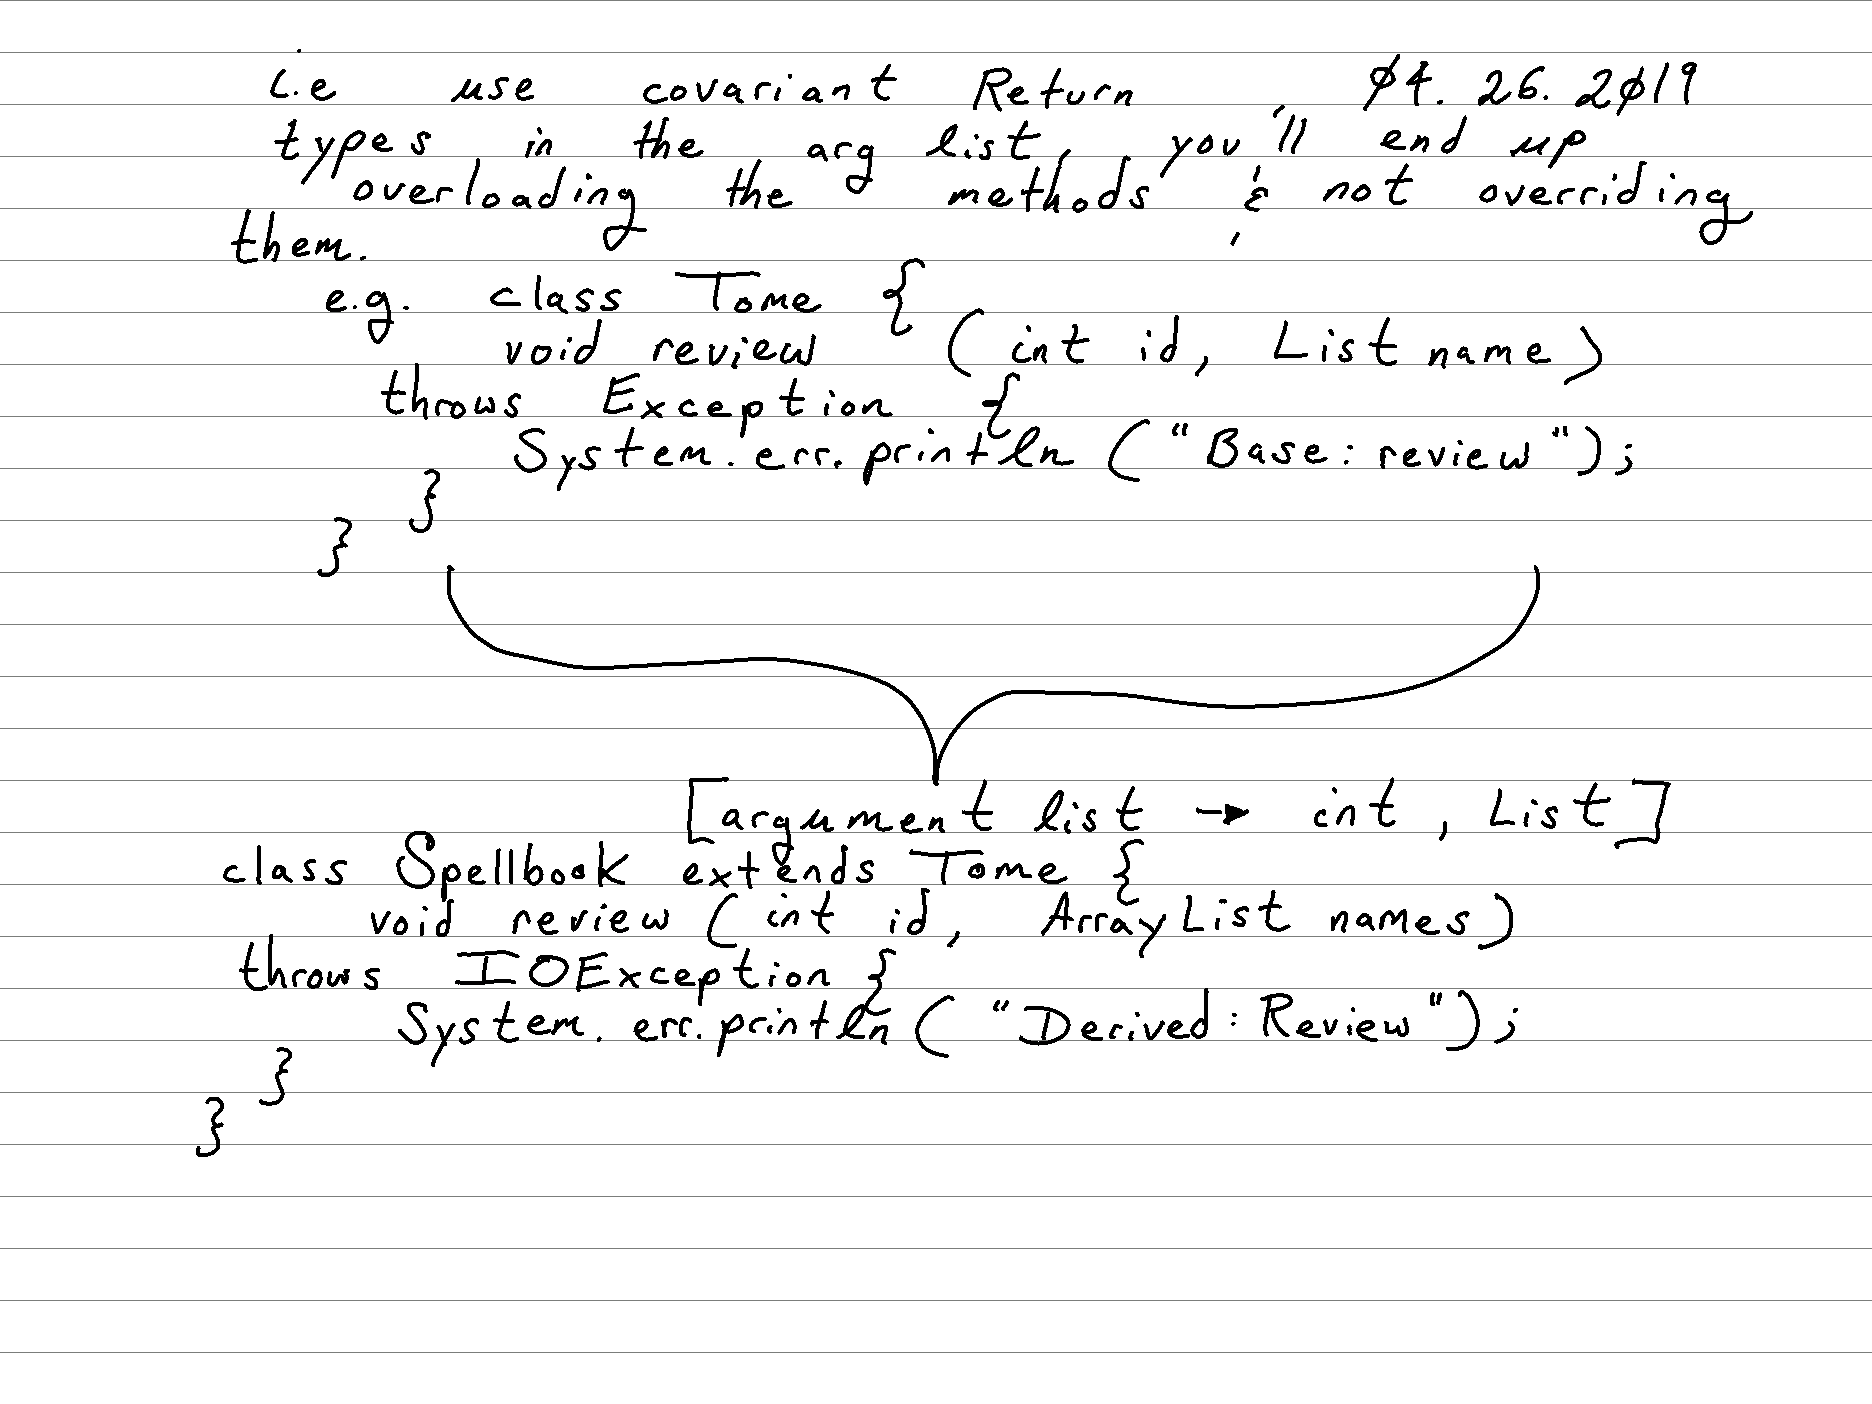 i.e use covariant Return 04. 26. 2019
types in the arg list, you'll end up
overloading the methods & not overriding
them.
e.g. class Tome {
void review (int id, List name)
throws Exception {
System.err.println ("Base: review");
}
}
[argument list → int, List]
class Spellbook extends Tome {
void review (int id, ArrayList names)
throws IOException {
System.err.println ("Derived: Review");
}
}